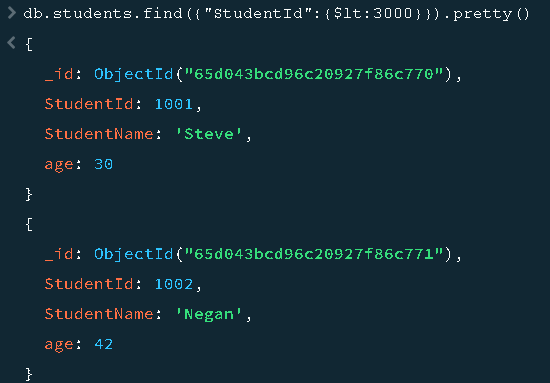 > db.students.find({"StudentId":{$lt:3000}}).pretty()
< {
_id: ObjectId("65d043bcd96c20927f86c770"),
StudentId: 1001,
StudentName: 'Steve',
age: 30
}
{
_id: ObjectId("65d043bcd96c20927f86c771"),
StudentId: 1002,
StudentName: 'Negan',
age: 42
}